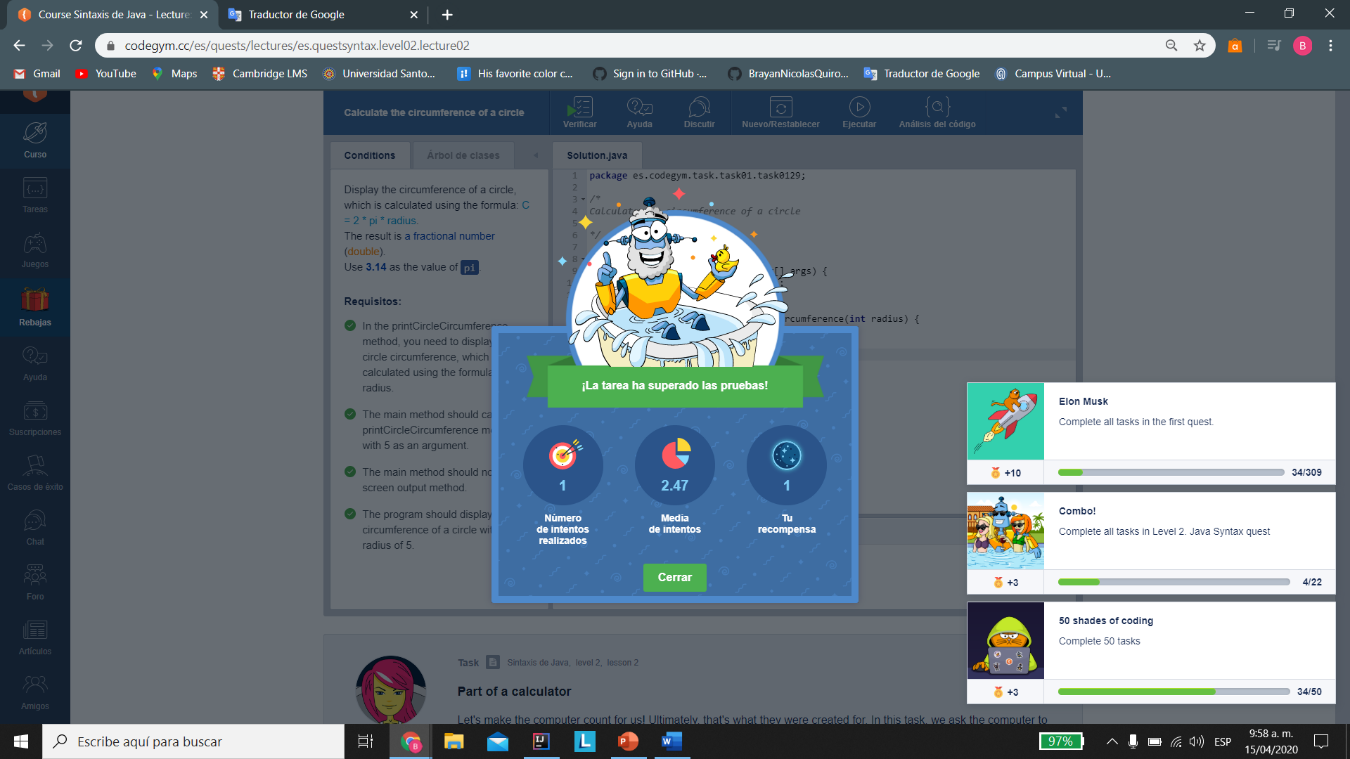 Course Sintaxis de Java - Lecture:
Traductor de Google
codegym.cc/es/quests/lectures/es.questsyntax.level02.lecture02
B
Gmail
YouTube
Maps
Cambridge LMS
Universidad Santo...
His favorite color c...
Sign in to GitHub ·...
BrayanNicolasQuiro...
Traductor de Google
Campus Virtual - U...
Curso
Tareas
Juegos
Rebajas
Ayuda
Suscripciones
Casos de éxito
Chat
Foro
Artículos
Amigos
Calculate the circumference of a circle
Verificar
Ayuda
Discutir
Nuevo/Restablecer
Ejecutar
Análisis del código
Conditions
Árbol de clases
Solution.java
Display the circumference of a circle,
which is calculated using the formula: C
= 2 * pi * radius.
The result is a fractional number
(double).
Use 3.14 as the value of pi
Requisitos:
In the printCircleCircumference
method, you need to display
circle circumference, which
calculated using the formula
radius.
The main method should ca
printCircleCircumference me
with 5 as an argument.
The main method should no
screen output method.
The program should display
circumference of a circle wi
radius of 5.
1 package es.codegym.task.task01.task0129;
2
3 /*
4 Calculate circumference of a circle
5
6 */
[] args) {
rcumference(int radius) {
¡La tarea ha superado las pruebas!
1
Número
de intentos
realizados
2.47
Media
de intentos
1
Tu
recompensa
Cerrar
Elon Musk
Complete all tasks in the first quest.
+10
34/309
Combo!
Complete all tasks in Level 2. Java Syntax quest
+3
4/22
50 shades of coding
Complete 50 tasks
+3
34/50
Task
Sintaxis de Java, level 2, lesson 2
Part of a calculator
Let's make the computer count for us! Ultimately, that's what they were created for. In this task, we ask the computer to
Escribe aquí para buscar
97%
ESP
9:58 a. m.
15/04/2020